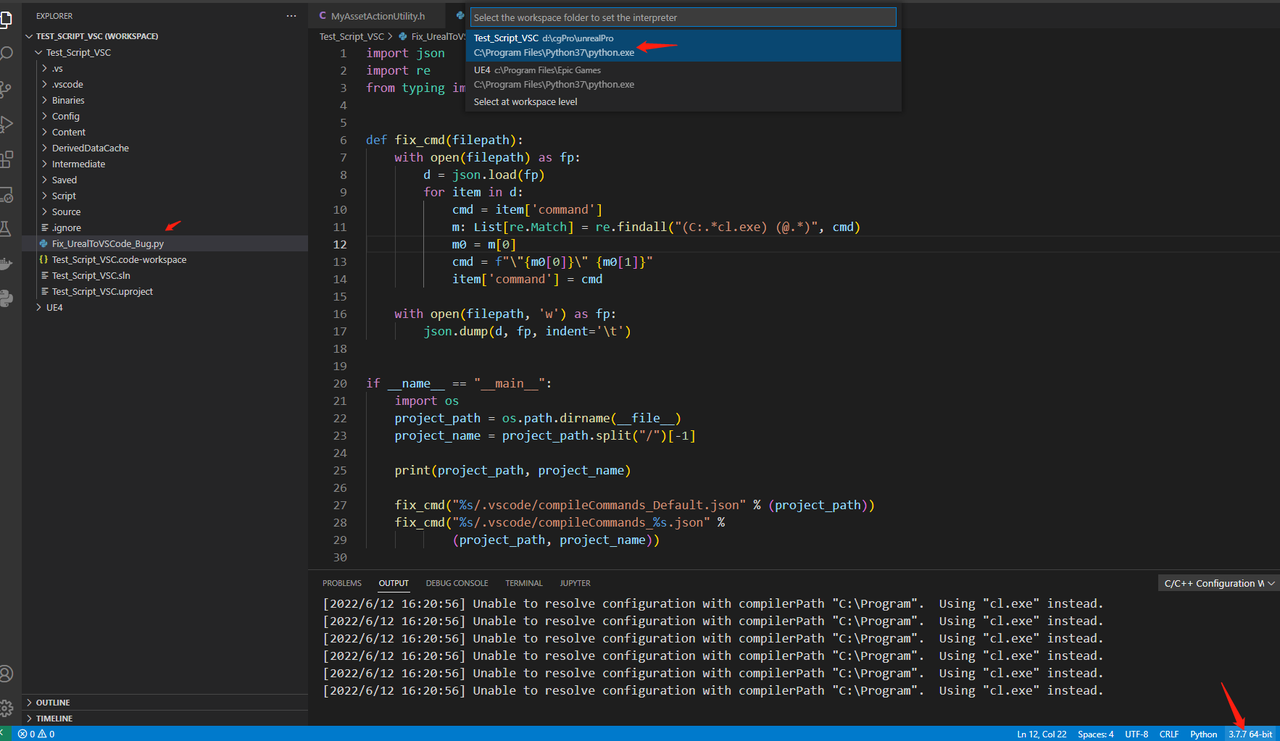 EXPLORER
TEST_SCRIPT_VSC (WORKSPACE)
Test_Script_VSC
.vs
.vscode
Binaries
Config
Content
DerivedDataCache
Intermediate
Saved
Script
Source
.ignore
Fix_UrealToVSCode_Bug.py
Test_Script_VSC.code-workspace
Test_Script_VSC.sln
Test_Script_VSC.uproject
UE4
OUTLINE
TIMELINE
MyAssetActionUtility.h
Test_Script_VSC > Fix_UrealToVS
Select the workspace folder to set the interpreter
Test_Script_VSC d:\cgPro\unrealPro
C:\Program Files\Python37\python.exe
UE4 c:\Program Files\Epic Games
C:\Program Files\Python37\python.exe
Select at workspace level
1 import json
2 import re
3 from typing im
4
5
6 def fix_cmd(filepath):
7 with open(filepath) as fp:
8 d = json.load(fp)
9 for item in d:
10 cmd = item['command']
11 m: List[re.Match] = re.findall("(C:.*cl.exe) (@.*)", cmd)
12 m0 = m[0]
13 cmd = f"\"{m0[0]}\" {m0[1]}"
14 item['command'] = cmd
15
16 with open(filepath, 'w') as fp:
17 json.dump(d, fp, indent='\t')
18
19
20 if __name__ == "__main__":
21 import os
22 project_path = os.path.dirname(__file__)
23 project_name = project_path.split("/")[-1]
24
25 print(project_path, project_name)
26
27 fix_cmd("%s/.vscode/compileCommands_Default.json" % (project_path))
28 fix_cmd("%s/.vscode/compileCommands_%s.json" %
29 (project_path, project_name))
30
PROBLEMS OUTPUT DEBUG CONSOLE TERMINAL JUPYTER
C/C++ Configuration W
[2022/6/12 16:20:56] Unable to resolve configuration with compilerPath "C:\Program". Using "cl.exe" instead.
[2022/6/12 16:20:56] Unable to resolve configuration with compilerPath "C:\Program". Using "cl.exe" instead.
[2022/6/12 16:20:56] Unable to resolve configuration with compilerPath "C:\Program". Using "cl.exe" instead.
[2022/6/12 16:20:56] Unable to resolve configuration with compilerPath "C:\Program". Using "cl.exe" instead.
[2022/6/12 16:20:56] Unable to resolve configuration with compilerPath "C:\Program". Using "cl.exe" instead.
[2022/6/12 16:20:56] Unable to resolve configuration with compilerPath "C:\Program". Using "cl.exe" instead.
0 0 Ln 12, Col 22 Spaces: 4 UTF-8 CRLF Python 3.7.7 64-bit